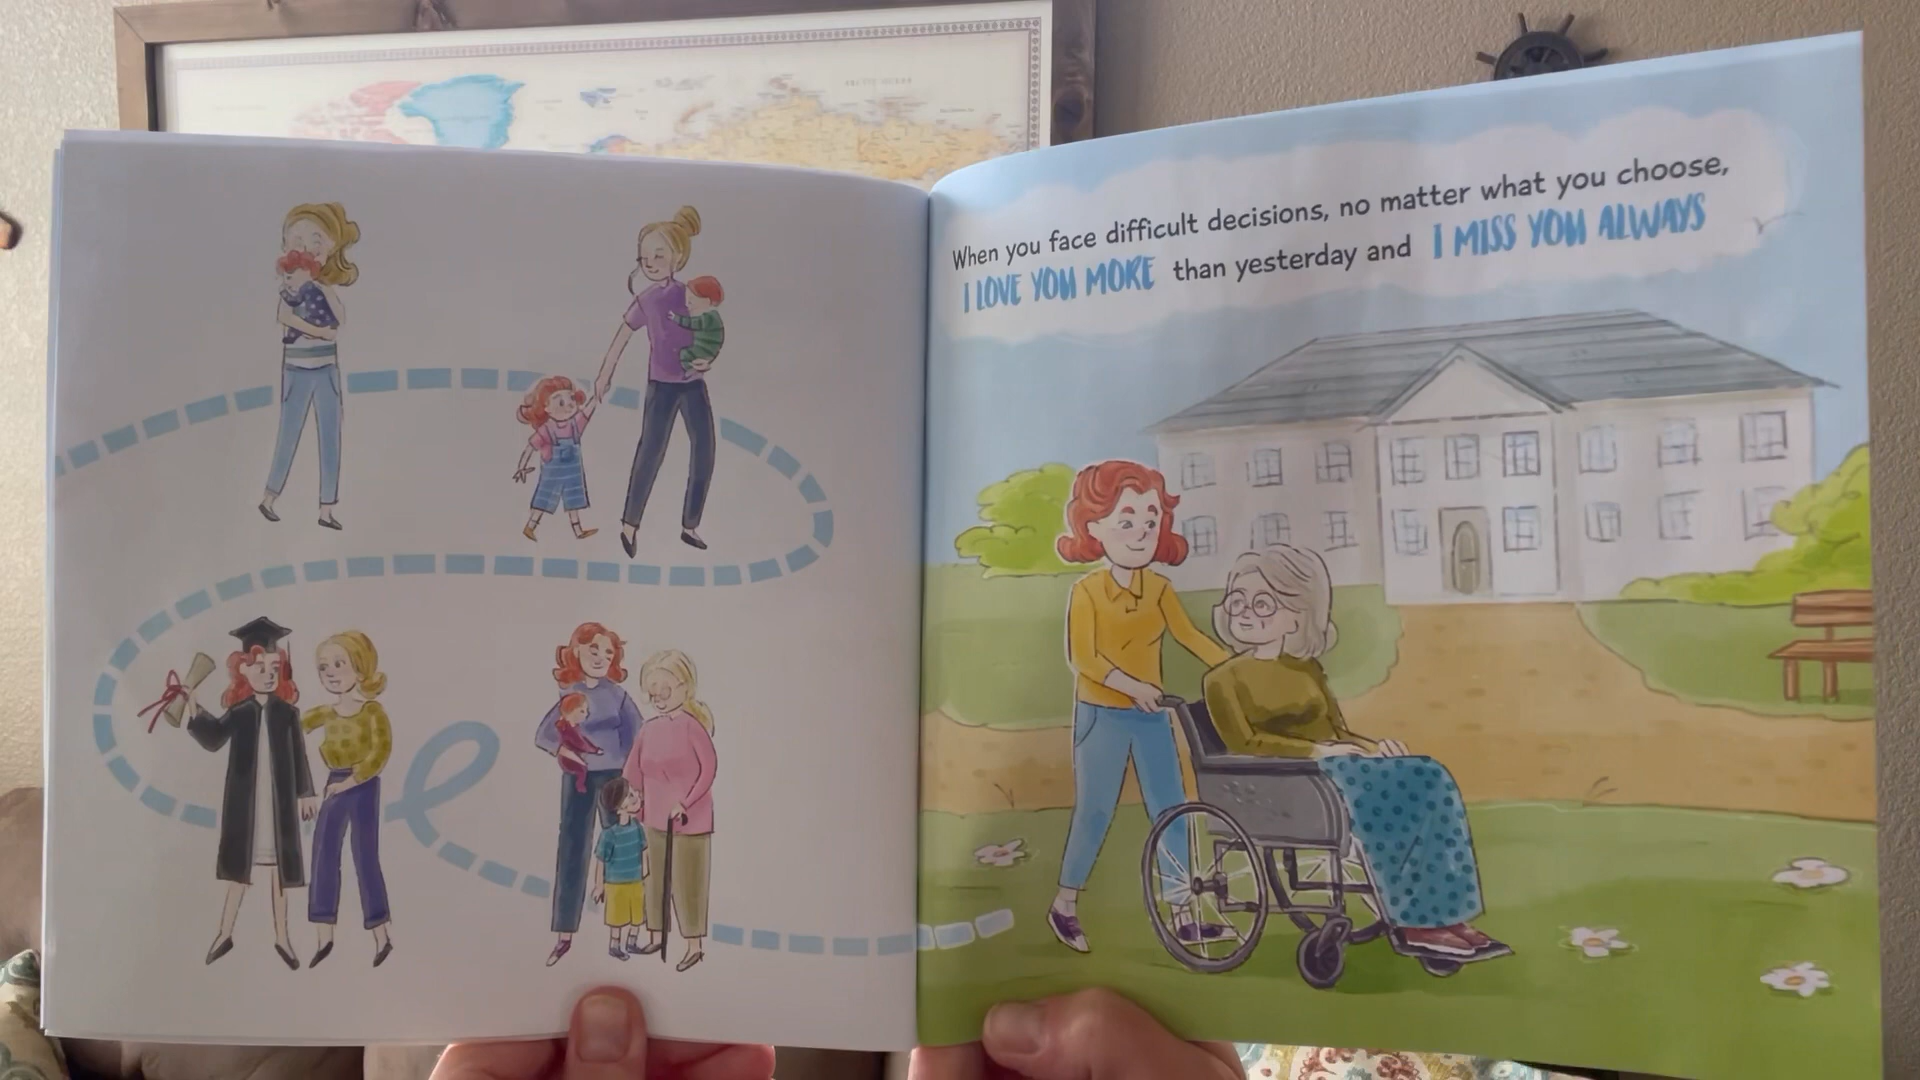 When you face difficult decisions, no matter what you choose,
I LOVE YOU MORE than yesterday and I MISS YOU ALWAYS